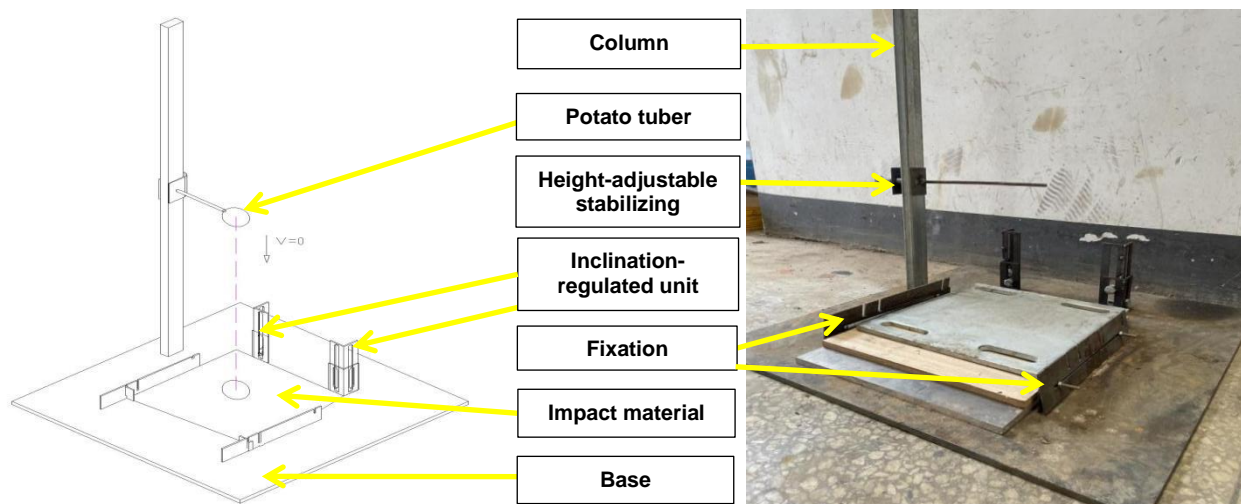 Column
Potato tuber
Height-adjustable
stabilizing
V=0
Inclination-
regulated unit
Fixation
Impact material
Base